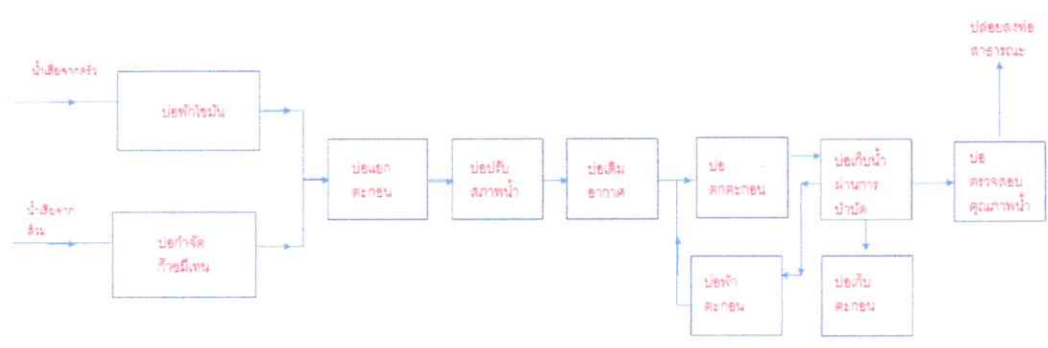 ปล่อยลงท่อ
สาธารณะ
น้ำเสียจากครัว
บ่อพักไขมัน
บ่อแยก
ตะกอน
บ่อปรับ
สภาพน้ำ
บ่อเติม
อากาศ
บ่อ
ตกตะกอน
บ่อเก็บน้ำ
ผ่านการ
บำบัด
บ่อ
ตรวจสอบ
คุณภาพน้ำ
น้ำเสียจาก
ส้วม
บ่อกำจัด
ก๊าซมีเทน
บ่อพัก
ตะกอน
บ่อเก็บ
ตะกอน